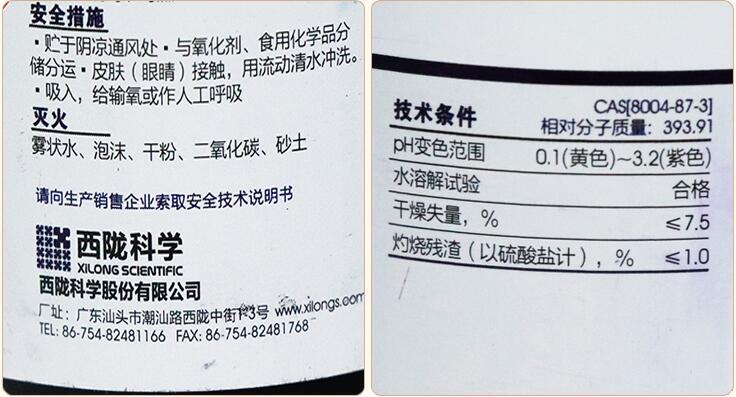 安全措施
·贮于阴凉通风处·与氧化剂、食用化学品分
储分运·皮肤（眼睛）接触，用流动清水冲洗。
·吸入，给输氧或作人工呼吸
灭火
雾状水、泡沫、干粉、二氧化碳、砂土
请向生产销售企业索取安全技术说明书
西陇科学
XILONG SCIENTIFIC
西陇科学股份有限公司
厂址：广东汕头市潮汕路西陇中街1-3号 www.xilongs.com
TEL: 86-754-82481166 FAX: 86-754-82481768
CAS[8004-87-3]
技术条件 相对分子质量：393.91
pH变色范围 0.1(黄色)~3.2(紫色)
水溶解试验 合格
干燥失量，% ≤7.5
灼烧残渣（以硫酸盐计），% ≤1.0